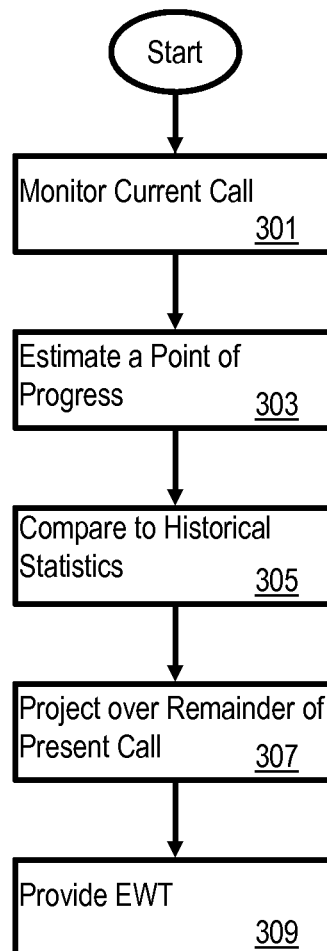 Start
Monitor Current Call
301
Estimate a Point of
Progress 303
Compare to Historical
Statistics 305
Project over Remainder of
Present Call 307
Provide EWT
309